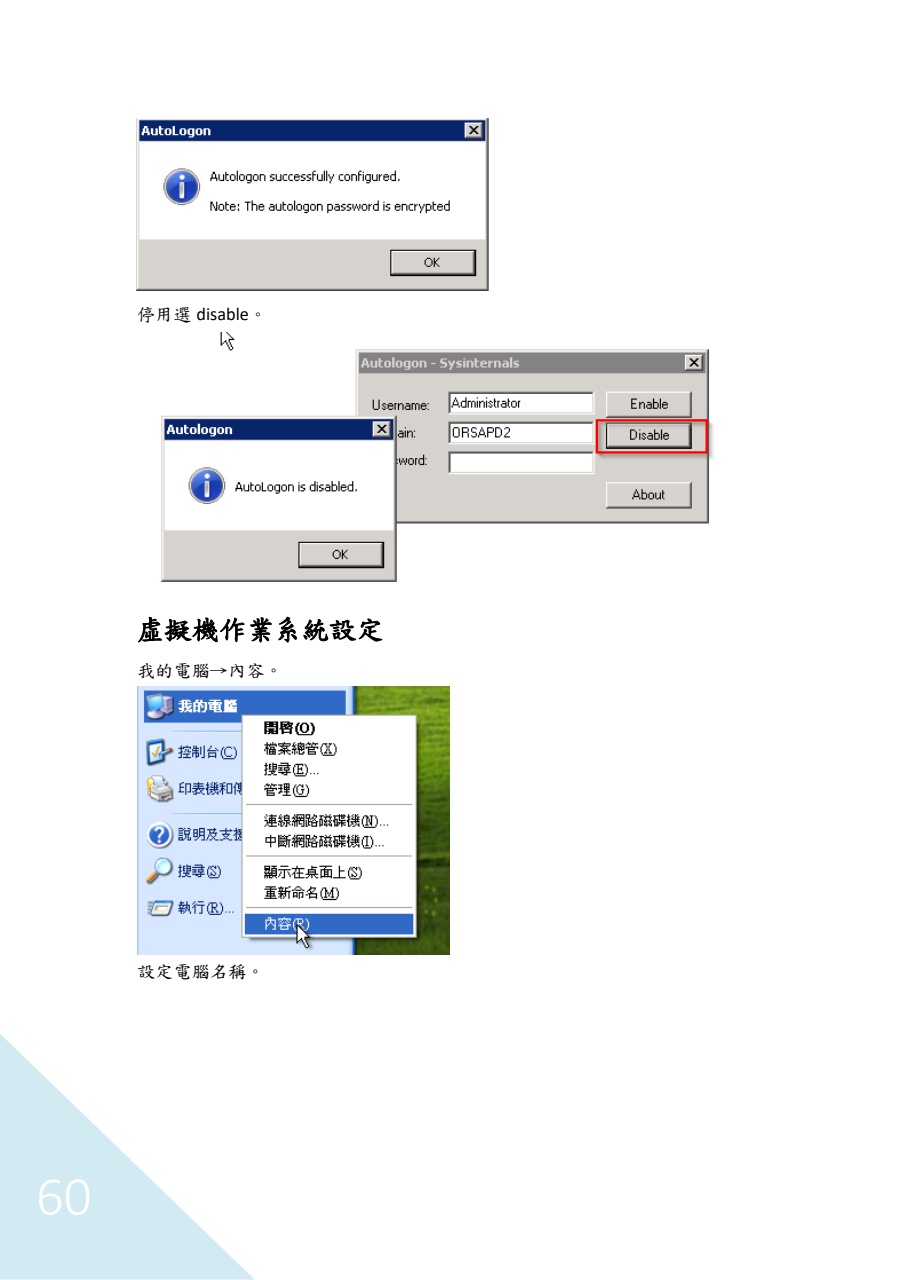 AutoLogon
Autologon successfully configured.
Note: The autologon password is encrypted
OK
停用選 disable。
Autologon - Sysinternals
Username:
Administrator
Enable
ain:
ORSAPD2
Disable
word:
About
Autologon
AutoLogon is disabled.
OK
虛擬機作業系統設定
我的電腦→內容。
我的電腦
控制台(C)
印表機和傳
說明及支援
搜尋(S)
執行(R)...
開啓(O)
檔案總管(X)
搜尋(E)...
管理(G)
連線網路磁碟機(N)...
中斷網路磁碟機(I)...
顯示在桌面上(S)
重新命名(M)
內容(R)
設定電腦名稱。
60